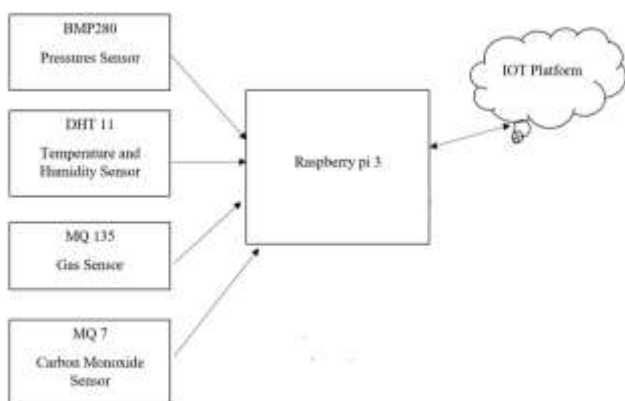 BMP280
Pressures Sensor
DHT 11
Temperature and
Humidity Sensor
MQ 135
Gas Sensor
MQ 7
Carbon Monoxide
Sensor
Raspberry pi 3
IOT Platform